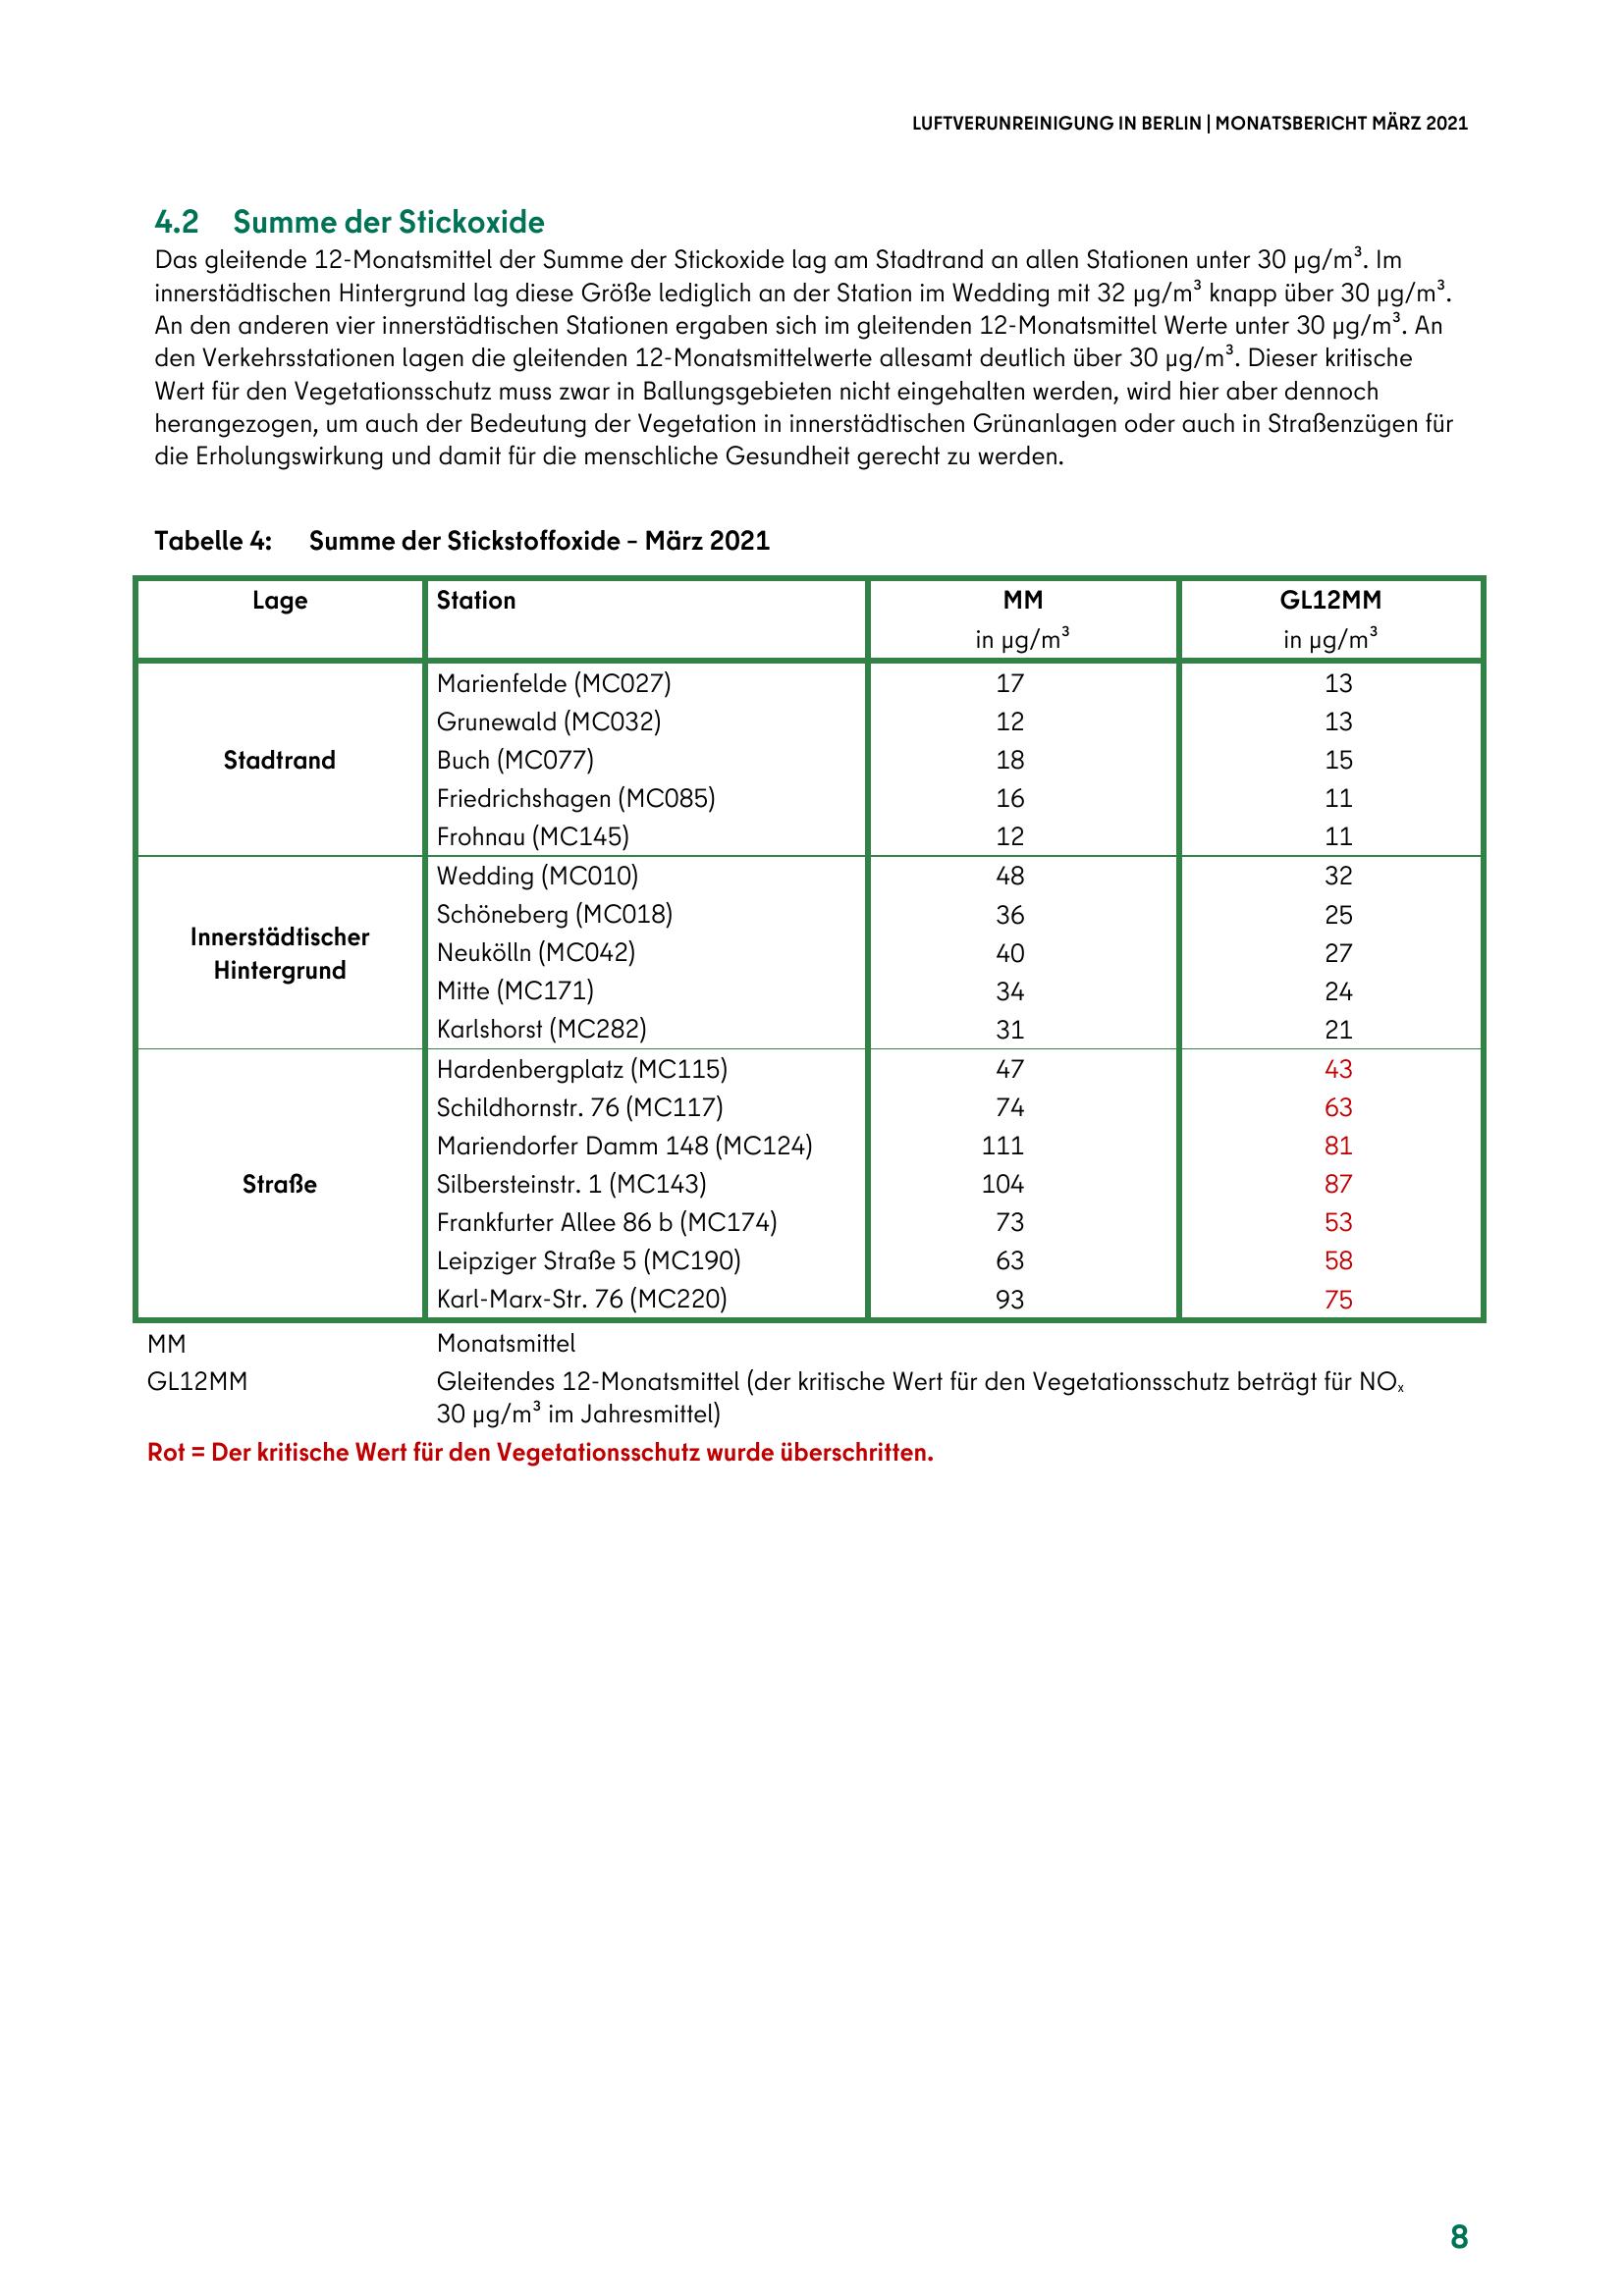 LUFTVERUNREINIGUNG IN BERLIN | MONATSBERICHT MÄRZ 2021
4.2 Summe der Stickoxide
Das gleitende 12-Monatsmittel der Summe der Stickoxide lag am Stadtrand an allen Stationen unter 30 µg/m³. Im
innerstädtischen Hintergrund lag diese Größe lediglich an der Station im Wedding mit 32 µg/m³ knapp über 30 µg/m³.
An den anderen vier innerstädtischen Stationen ergaben sich im gleitenden 12-Monatsmittel Werte unter 30 µg/m³. An
den Verkehrsstationen lagen die gleitenden 12-Monatsmittelwerte allesamt deutlich über 30 µg/m³. Dieser kritische
Wert für den Vegetationsschutz muss zwar in Ballungsgebieten nicht eingehalten werden, wird hier aber dennoch
herangezogen, um auch der Bedeutung der Vegetation in innerstädtischen Grünanlagen oder auch in Straßenzügen für
die Erholungswirkung und damit für die menschliche Gesundheit gerecht zu werden.
Tabelle 4: Summe der Stickstoffoxide – März 2021
Lage Station MM GL12MM
in µg/m³ in µg/m³
Marienfelde (MC027) 17 13
Grunewald (MC032) 12 13
Stadtrand Buch (MC077) 18 15
Friedrichshagen (MC085) 16 11
Frohnau (MC145) 12 11
Wedding (MC010) 48 32
Schöneberg (MC018) 36 25
Innerstädtischer
Hintergrund
Neukölln (MC042) 40 27
Mitte (MC171) 34 24
Karlshorst (MC282) 31 21
Hardenbergplatz (MC115) 47 43
Schildhornstr. 76 (MC117) 74 63
Mariendorfer Damm 148 (MC124) 111 81
Straße Silbersteinstr. 1 (MC143) 104 87
Frankfurter Allee 86 b (MC174) 73 53
Leipziger Straße 5 (MC190) 63 58
Karl-Marx-Str. 76 (MC220) 93 75
MM Monatsmittel
GL12MM Gleitendes 12-Monatsmittel (der kritische Wert für den Vegetationsschutz beträgt für NOₓ
30 µg/m³ im Jahresmittel)
Rot = Der kritische Wert für den Vegetationsschutz wurde überschritten.
8